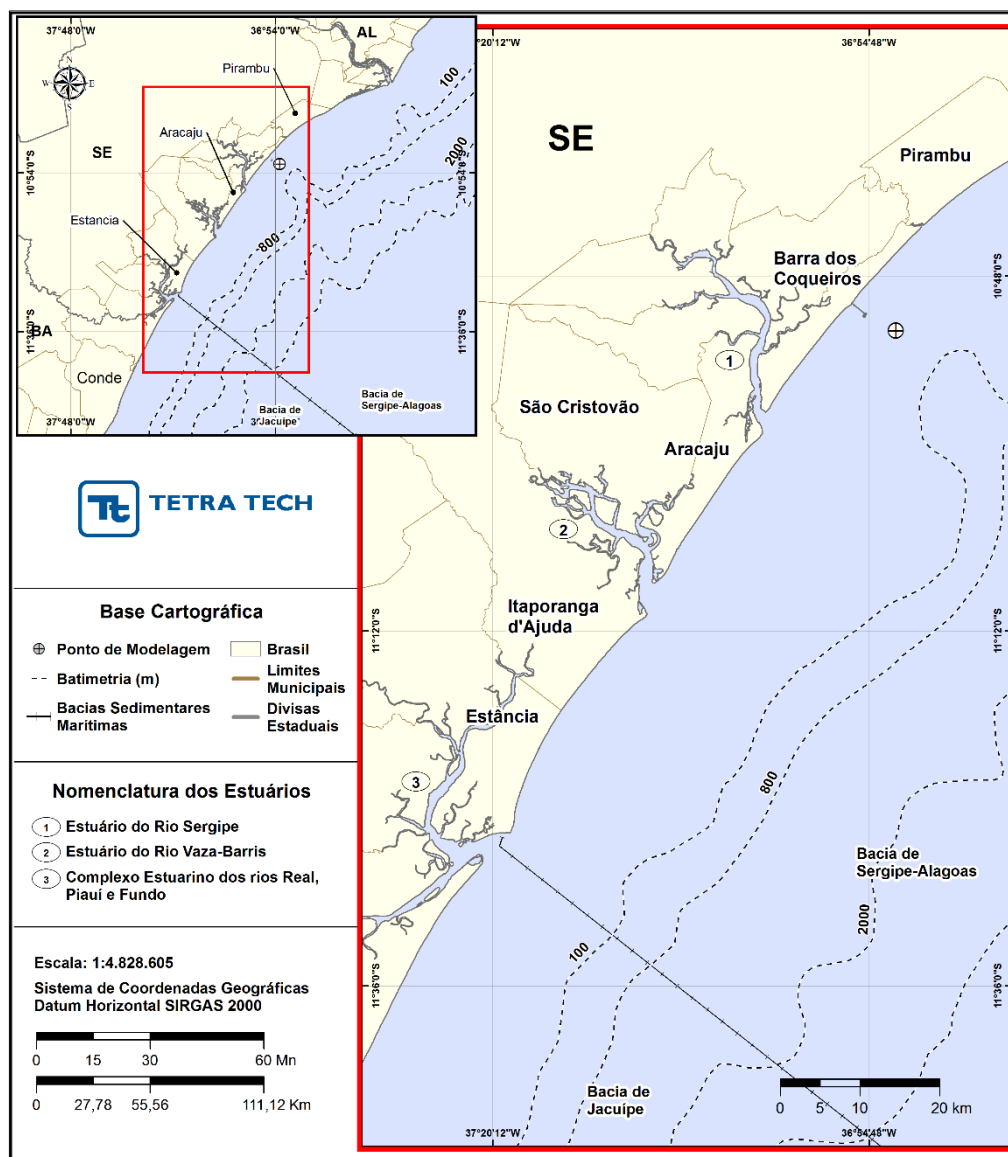 37°48'0"W
36°54'0"W
AL
N
W
E
S
Pirambu
100
2000
10°54'0"S
Aracaju
SE
Estancia
800
BA
11°36'0"S
Conde
Bacia de
Sergipe-Alagoas
Bacia de
Jacuípe
37°48'0"W
37°20'12"W
36°54'48"W
SE
Pirambu
Barra dos
Coqueiros
10°48'0"S
1
São Cristovão
Aracaju
2
Itaporanga
d'Ajuda
11°12'0"S
Estância
3
800
Bacia de
Sergipe-Alagoas
2000
100
11°36'0"S
Bacia de
Jacuípe
0 5 10 20 km
37°20'12"W
36°54'48"W
Tt TETRA TECH
Base Cartográfica
Ponto de Modelagem
Batimetria (m)
Bacias Sedimentares
Marítimas
Brasil
Limites
Municipais
Divisas
Estaduais
Nomenclatura dos Estuários
1 Estuário do Rio Sergipe
2 Estuário do Rio Vaza-Barris
3 Complexo Estuarino dos rios Real,
Piauí e Fundo
Escala: 1:4.828.605
Sistema de Coordenadas Geográficas
Datum Horizontal SIRGAS 2000
0 15 30 60 Mn
0 27,78 55,56 111,12 Km